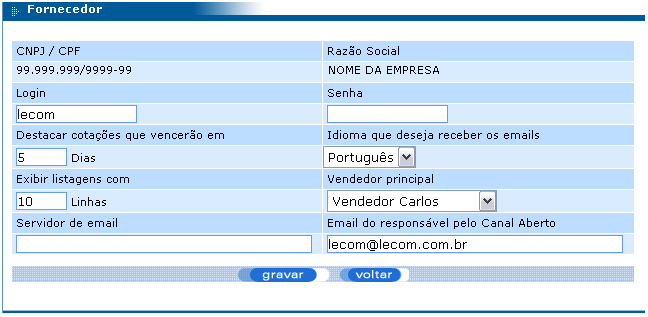 Fornecedor
CNPJ / CPF Razão Social
99.999.999/9999-99 NOME DA EMPRESA
Login Senha
lecom
Destacar cotações que vencerão em Idioma que deseja receber os emails
5 Dias Português
Exibir listagens com Vendedor principal
10 Linhas Vendedor Carlos
Servidor de email Email do responsável pelo Canal Aberto
lecom@lecom.com.br
gravar voltar